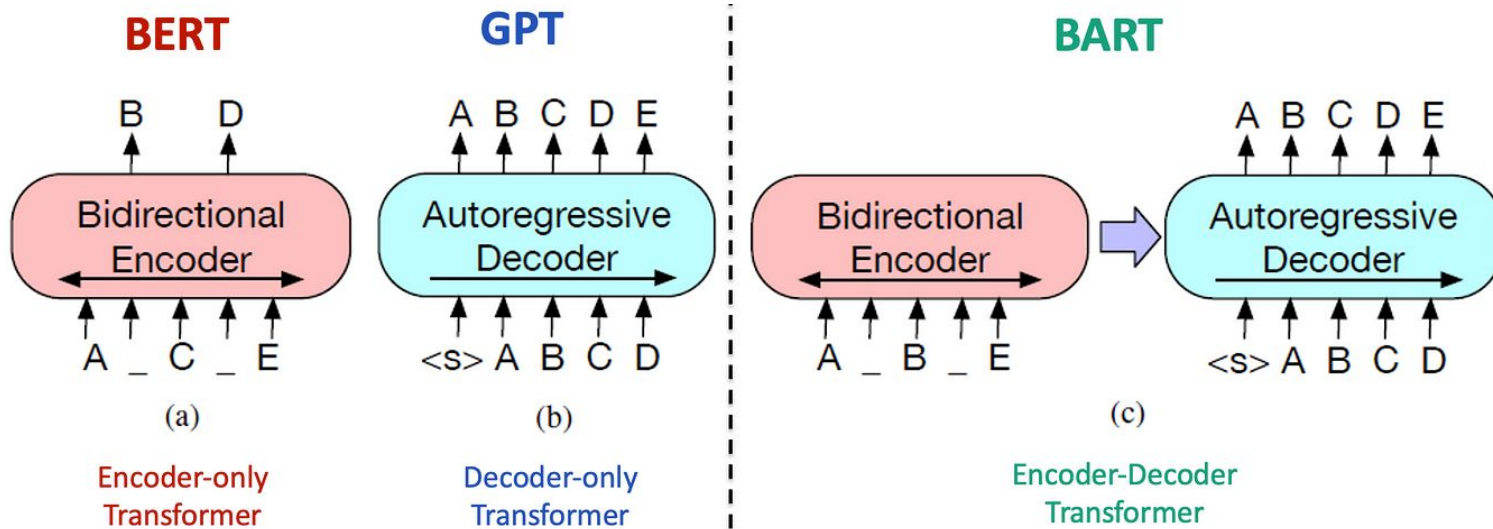 BERT
GPT
BART
B D
A B C D E
A B C D E
Bidirectional
Encoder
Autoregressive
Decoder
Bidirectional
Encoder
Autoregressive
Decoder
A _ C _ E
<s> A B C D
A _ B _ E
<s> A B C D
(a)
(b)
(c)
Encoder-only
Transformer
Decoder-only
Transformer
Encoder-Decoder
Transformer